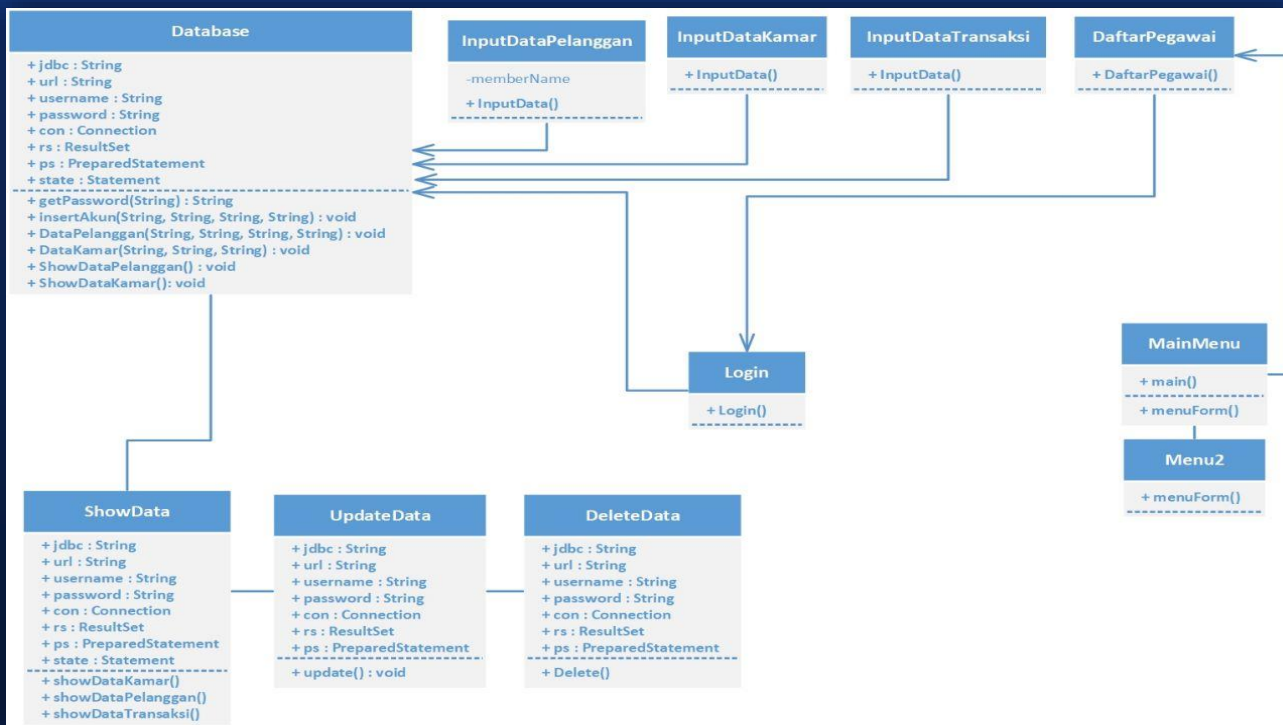 Database
+ jdbc : String
+ url : String
+ username : String
+ password : String
+ con : Connection
+ rs : ResultSet
+ ps : PreparedStatement
+ state : Statement
+ getPassword(String) : String
+ insertAkun(String, String, String, String) : void
+ DataPelanggan(String, String, String, String) : void
+ DataKamar(String, String, String) : void
+ ShowDataPelanggan() : void
+ ShowDataKamar(): void
InputDataPelanggan
-memberName
+ InputData()
InputDataKamar
+ InputData()
InputDataTransaksi
+ InputData()
DaftarPegawai
+ DaftarPegawai()
Login
+ Login()
MainMenu
+ main()
+ menuForm()
Menu2
+ menuForm()
ShowData
+ jdbc : String
+ url : String
+ username : String
+ password : String
+ con : Connection
+ rs : ResultSet
+ ps : PreparedStatement
+ state : Statement
+ showDataKamar()
+ showDataPelanggan()
+ showDataTransaksi()
UpdateData
+ jdbc : String
+ url : String
+ username : String
+ password : String
+ con : Connection
+ rs : ResultSet
+ ps : PreparedStatement
+ update() : void
DeleteData
+ jdbc : String
+ url : String
+ username : String
+ password : String
+ con : Connection
+ rs : ResultSet
+ ps : PreparedStatement
+ Delete()